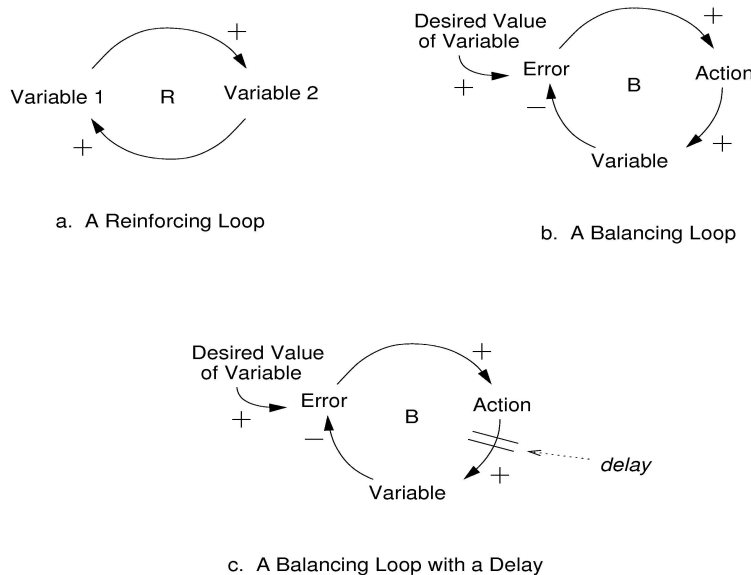 +
Variable 1
R
Variable 2
+
a. A Reinforcing Loop
Desired Value
of Variable
+
Error
+
Action
B
−
+
Variable
b. A Balancing Loop
Desired Value
of Variable
+
Error
+
Action
B
−
+
delay
Variable
c. A Balancing Loop with a Delay